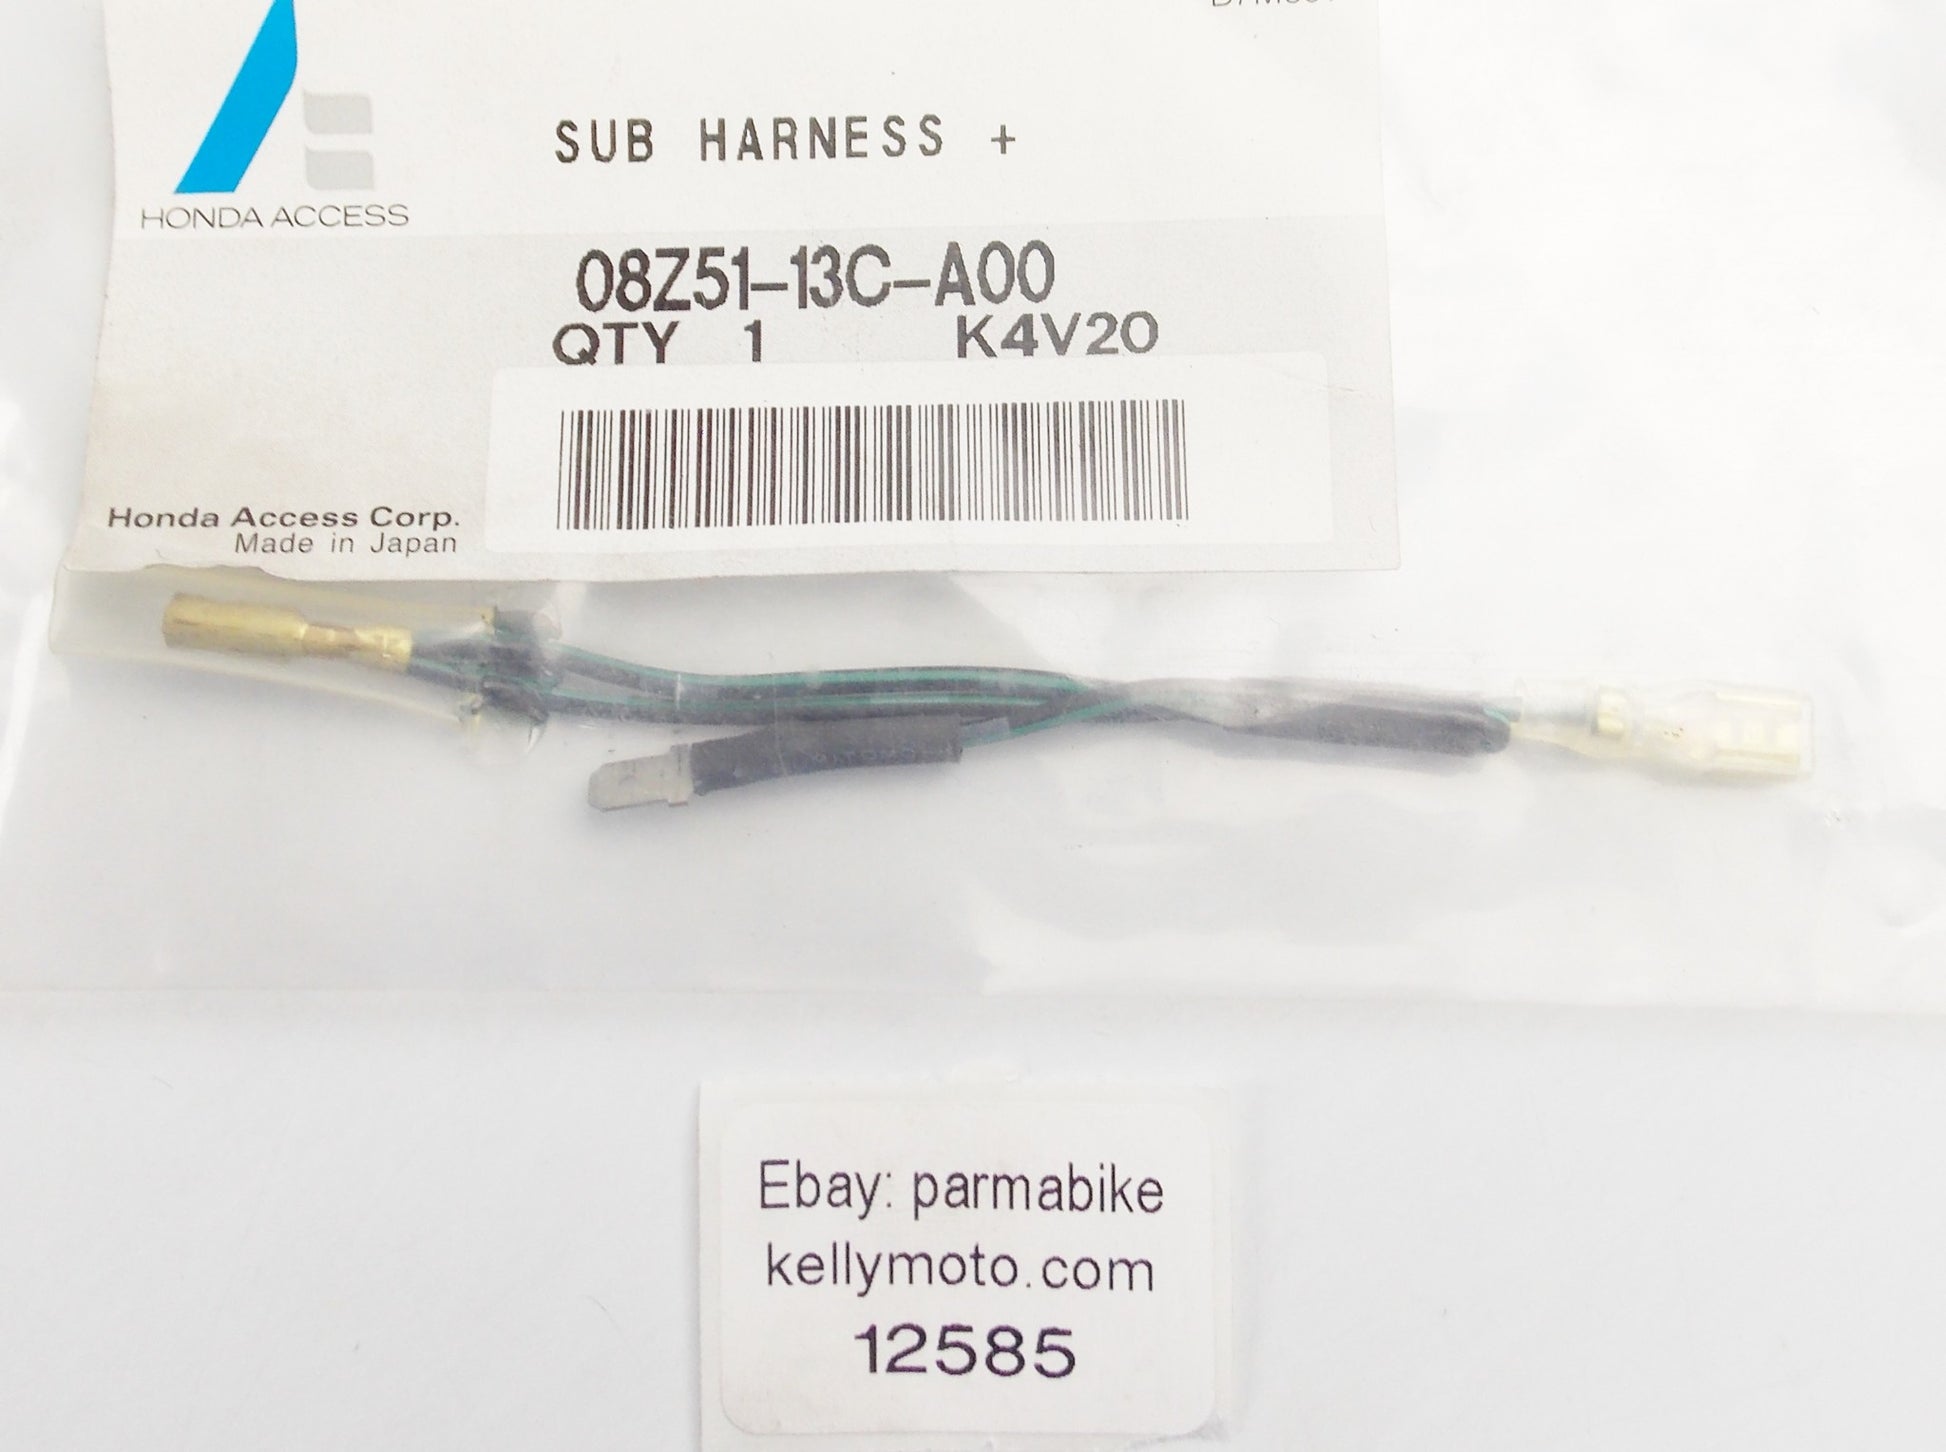 SUB HARNESS +
HONDA ACCESS
08Z51-13C-A00
QTY 1 K4V20
Honda Access Corp.
Made in Japan
Ebay: parmabike
kellymoto.com
12585